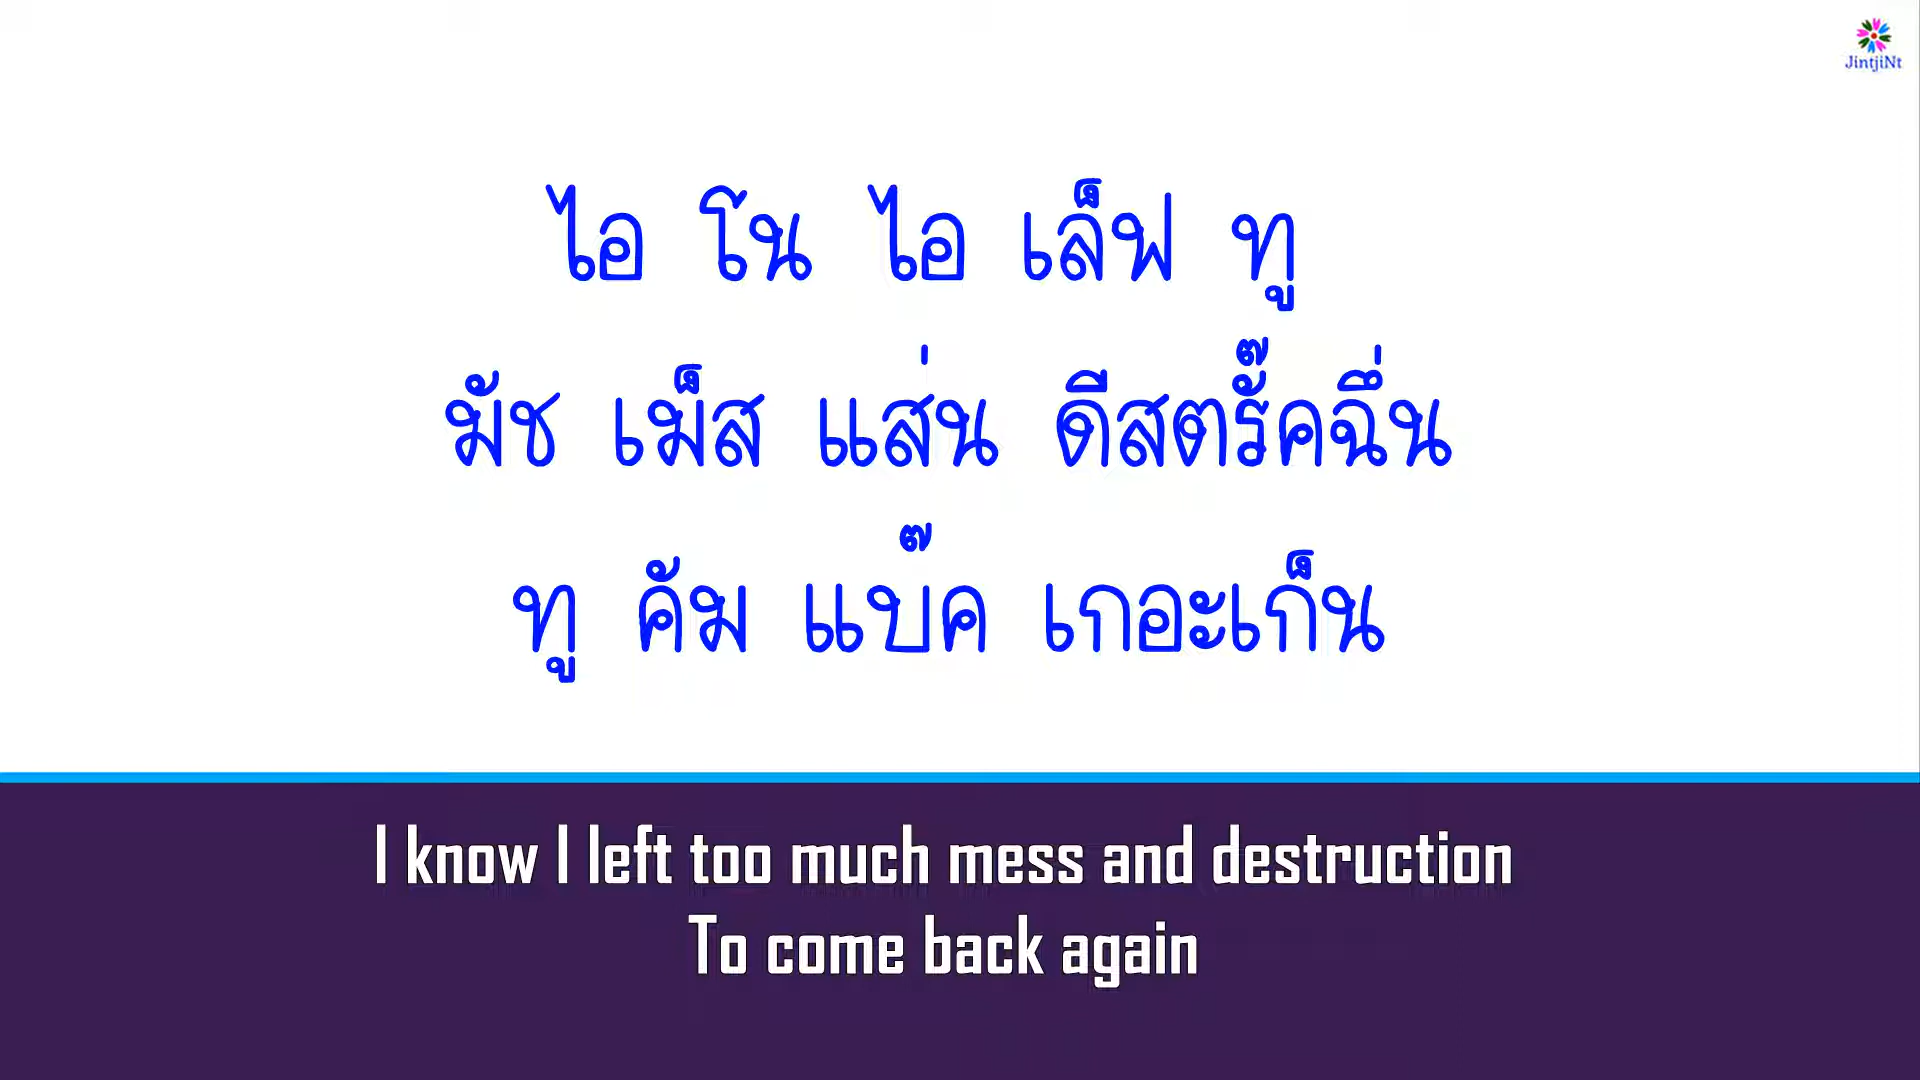 JintjiNt
ไอ โน ไอ เล็ฟ ทู
มัช เม็ส แส่น ดีสตรั๊คฉึ่น
ทู คัม แบ๊ค เกอะเก็น
I know I left too much mess and destruction
To come back again